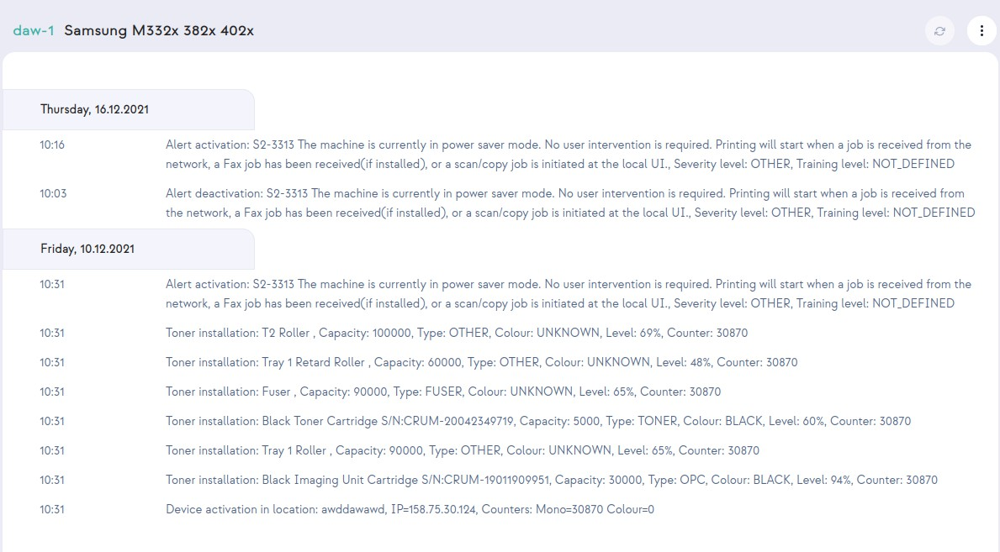 daw-1 Samsung M332x 382x 402x
Thursday, 16.12.2021
10:16 Alert activation: S2-3313 The machine is currently in power saver mode. No user intervention is required. Printing will start when a job is received from the
network, a Fax job has been received(if installed), or a scan/copy job is initiated at the local UI., Severity level: OTHER, Training level: NOT_DEFINED
10:03 Alert deactivation: S2-3313 The machine is currently in power saver mode. No user intervention is required. Printing will start when a job is received from
the network, a Fax job has been received(if installed), or a scan/copy job is initiated at the local UI., Severity level: OTHER, Training level: NOT_DEFINED
Friday, 10.12.2021
10:31 Alert activation: S2-3313 The machine is currently in power saver mode. No user intervention is required. Printing will start when a job is received from the
network, a Fax job has been received(if installed), or a scan/copy job is initiated at the local UI., Severity level: OTHER, Training level: NOT_DEFINED
10:31 Toner installation: T2 Roller , Capacity: 100000, Type: OTHER, Colour: UNKNOWN, Level: 69%, Counter: 30870
10:31 Toner installation: Tray 1 Retard Roller , Capacity: 60000, Type: OTHER, Colour: UNKNOWN, Level: 48%, Counter: 30870
10:31 Toner installation: Fuser , Capacity: 90000, Type: FUSER, Colour: UNKNOWN, Level: 65%, Counter: 30870
10:31 Toner installation: Black Toner Cartridge S/N:CRUM-20042349719, Capacity: 5000, Type: TONER, Colour: BLACK, Level: 60%, Counter: 30870
10:31 Toner installation: Tray 1 Roller , Capacity: 90000, Type: OTHER, Colour: UNKNOWN, Level: 65%, Counter: 30870
10:31 Toner installation: Black Imaging Unit Cartridge S/N:CRUM-19011909951, Capacity: 30000, Type: OPC, Colour: BLACK, Level: 94%, Counter: 30870
10:31 Device activation in location: awddawawd, IP=158.75.30.124, Counters: Mono=30870 Colour=0